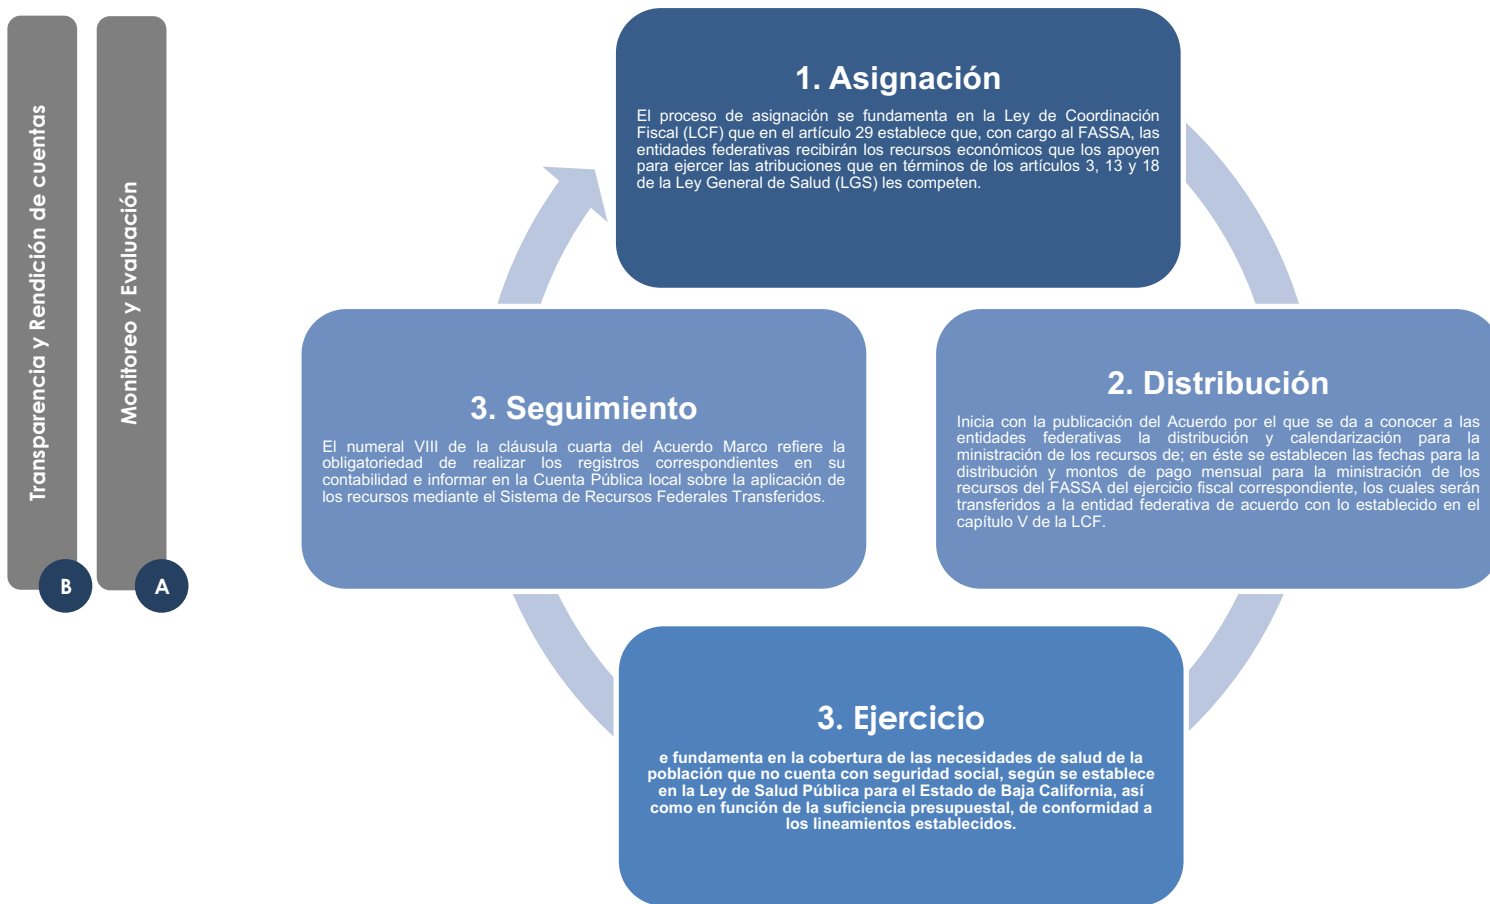 Transparencia y Rendición de cuentas
B
Monitoreo y Evaluación
A
1. Asignación
El proceso de asignación se fundamenta en la Ley de Coordinación
Fiscal (LCF) que en el artículo 29 establece que, con cargo al FASSA, las
entidades federativas recibirán los recursos económicos que los apoyen
para ejercer las atribuciones que en términos de los artículos 3, 13 y 18
de la Ley General de Salud (LGS) les competen.
2. Distribución
Inicia con la publicación del Acuerdo por el que se da a conocer a las
entidades federativas la distribución y calendarización para la
ministración de los recursos de; en éste se establecen las fechas para la
distribución y montos de pago mensual para la ministración de los
recursos del FASSA del ejercicio fiscal correspondiente, los cuales serán
transferidos a la entidad federativa de acuerdo con lo establecido en el
capítulo V de la LCF.
3. Ejercicio
e fundamenta en la cobertura de las necesidades de salud de la
población que no cuenta con seguridad social, según se establece
en la Ley de Salud Pública para el Estado de Baja California, así
como en función de la suficiencia presupuestal, de conformidad a
los lineamientos establecidos.
3. Seguimiento
El numeral VIII de la cláusula cuarta del Acuerdo Marco refiere la
obligatoriedad de realizar los registros correspondientes en su
contabilidad e informar en la Cuenta Pública local sobre la aplicación de
los recursos mediante el Sistema de Recursos Federales Transferidos.